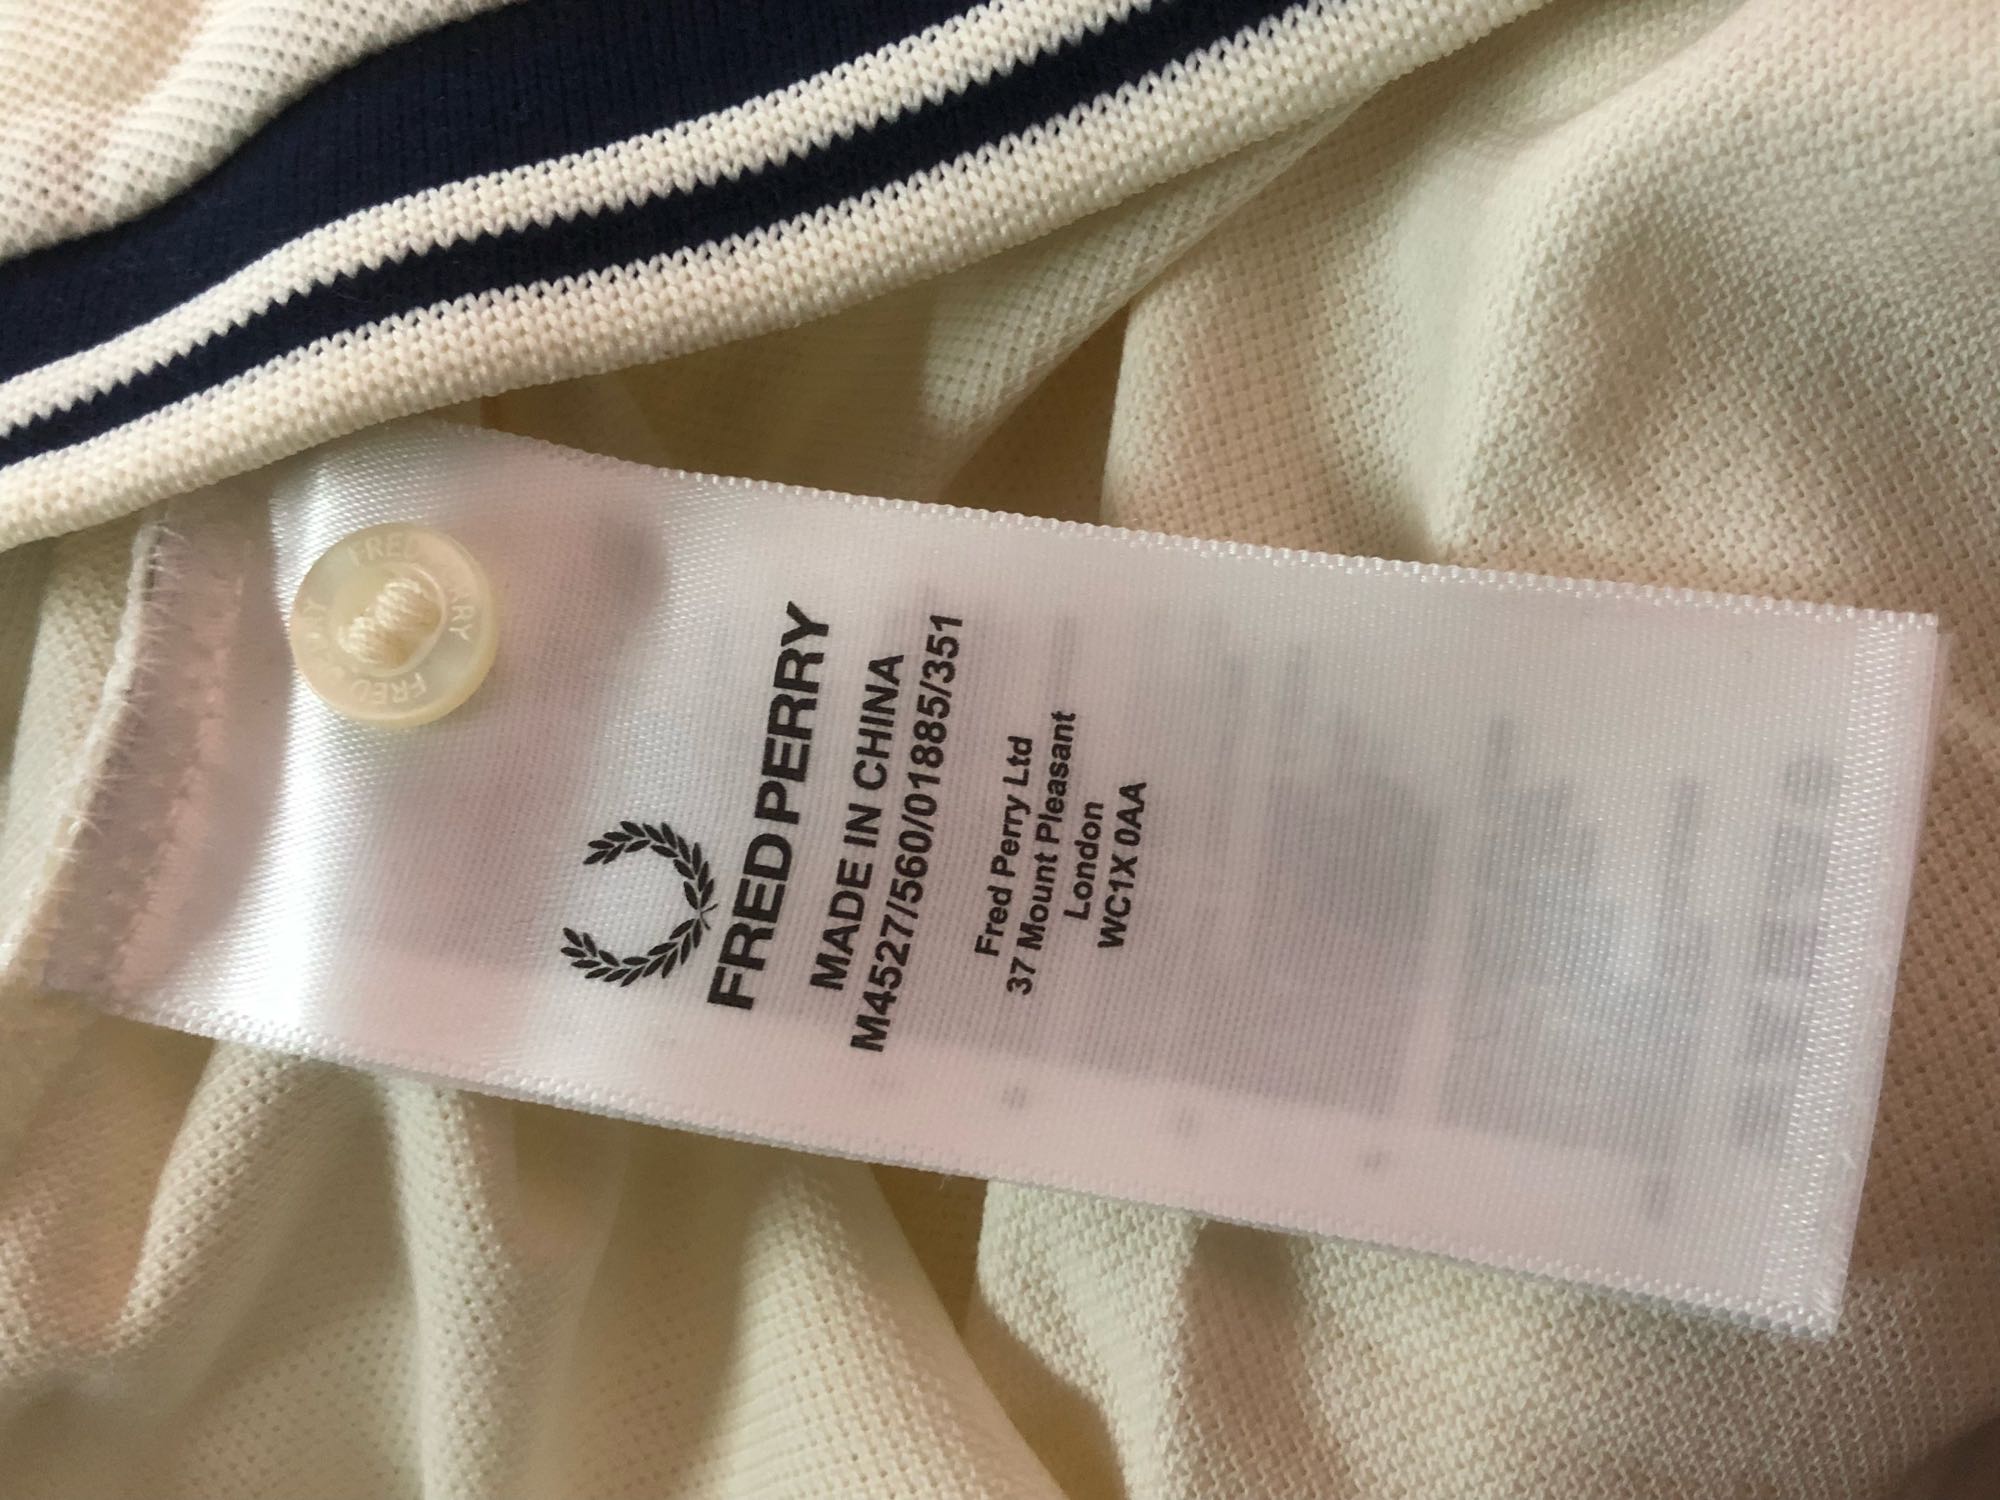 FRED PERRY
MADE IN CHINA
M4527/560/01885/351
Fred Perry Ltd
37 Mount Pleasant
London
WC1X 0AA
FRED PERRY
FRED